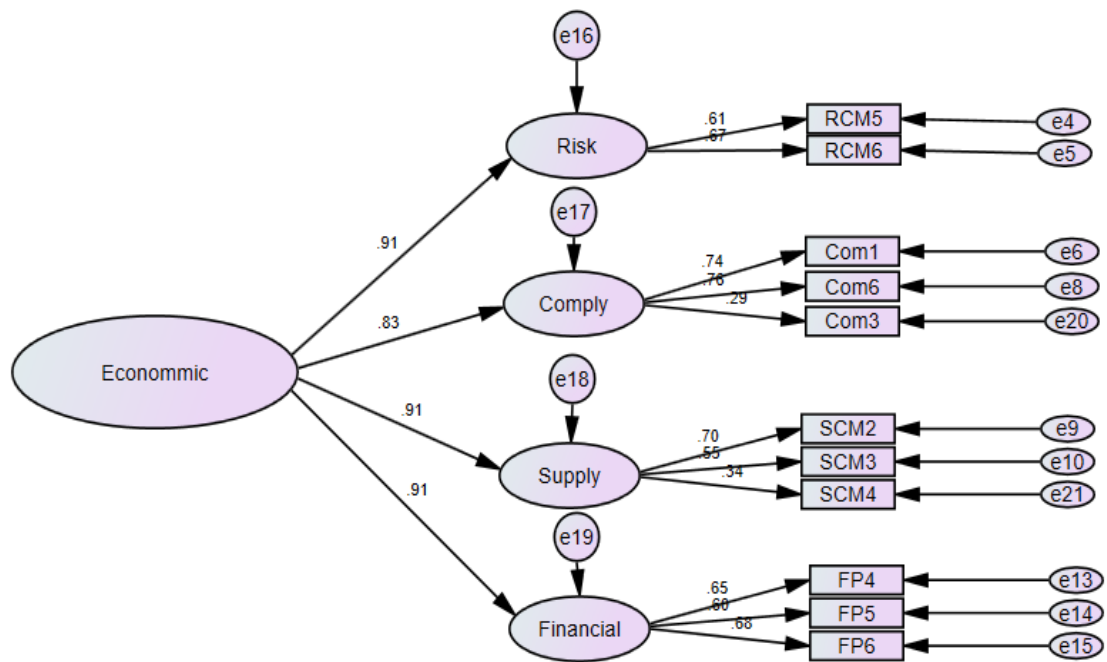 e16
Risk
.61
.67
RCM5
RCM6
e4
e5
.91
e17
Comply
.74
.76
.29
Com1
Com6
Com3
e6
e8
e20
.83
Econommic
e18
Supply
.91
.70
.55
.34
SCM2
SCM3
SCM4
e9
e10
e21
.91
e19
Financial
.65
.60
.68
FP4
FP5
FP6
e13
e14
e15